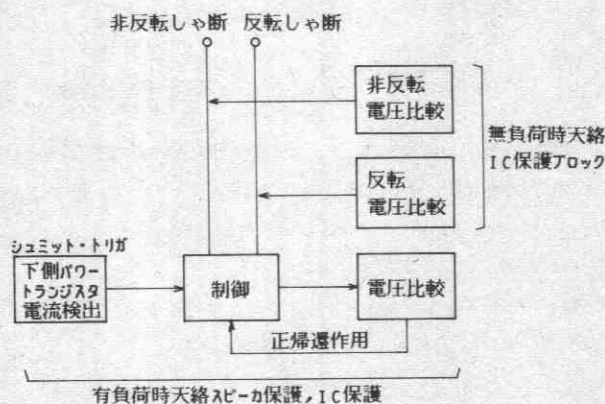 非反転しゃ断 反転しゃ断
非反転
電圧比較
無負荷時天絡
IC保護ブロック
反転
電圧比較
シュミット・トリガ
下側パワー
トランジスタ
電流検出
制御
電圧比較
正帰還作用
有負荷時天絡スピーカ保護,IC保護